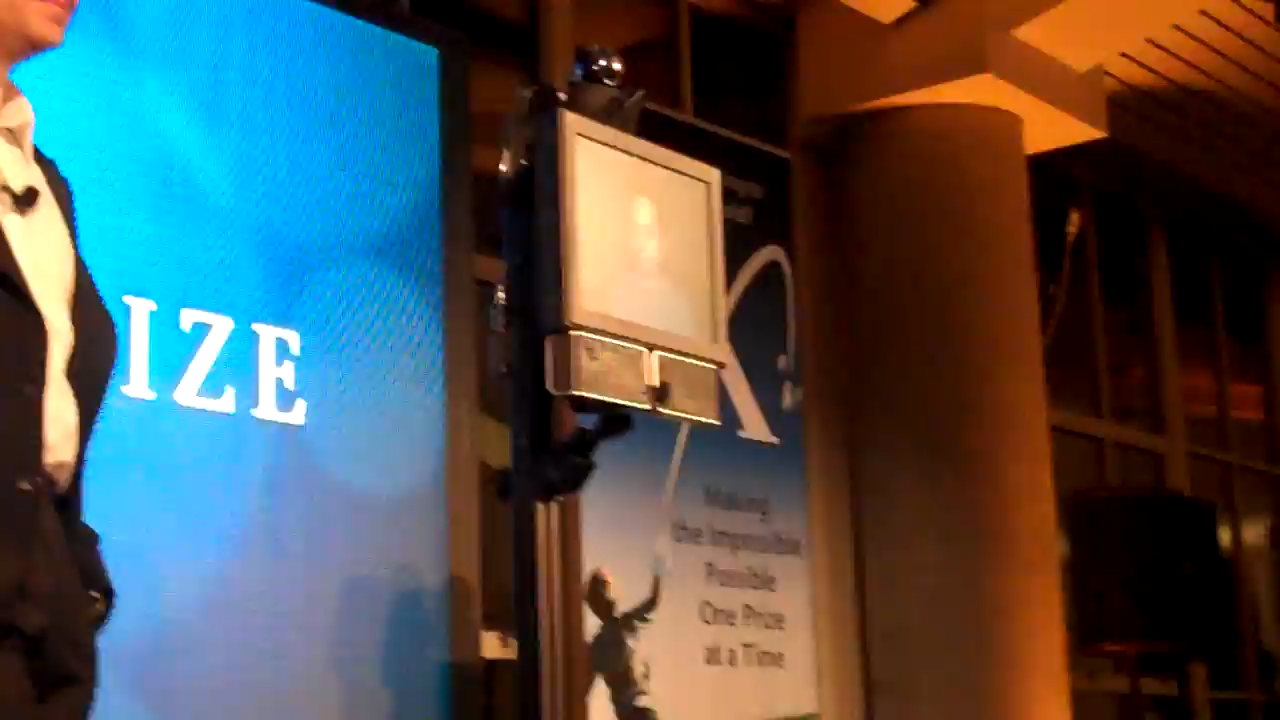 IZE
Making
the Impossible
Possible
One Prize
at a Time